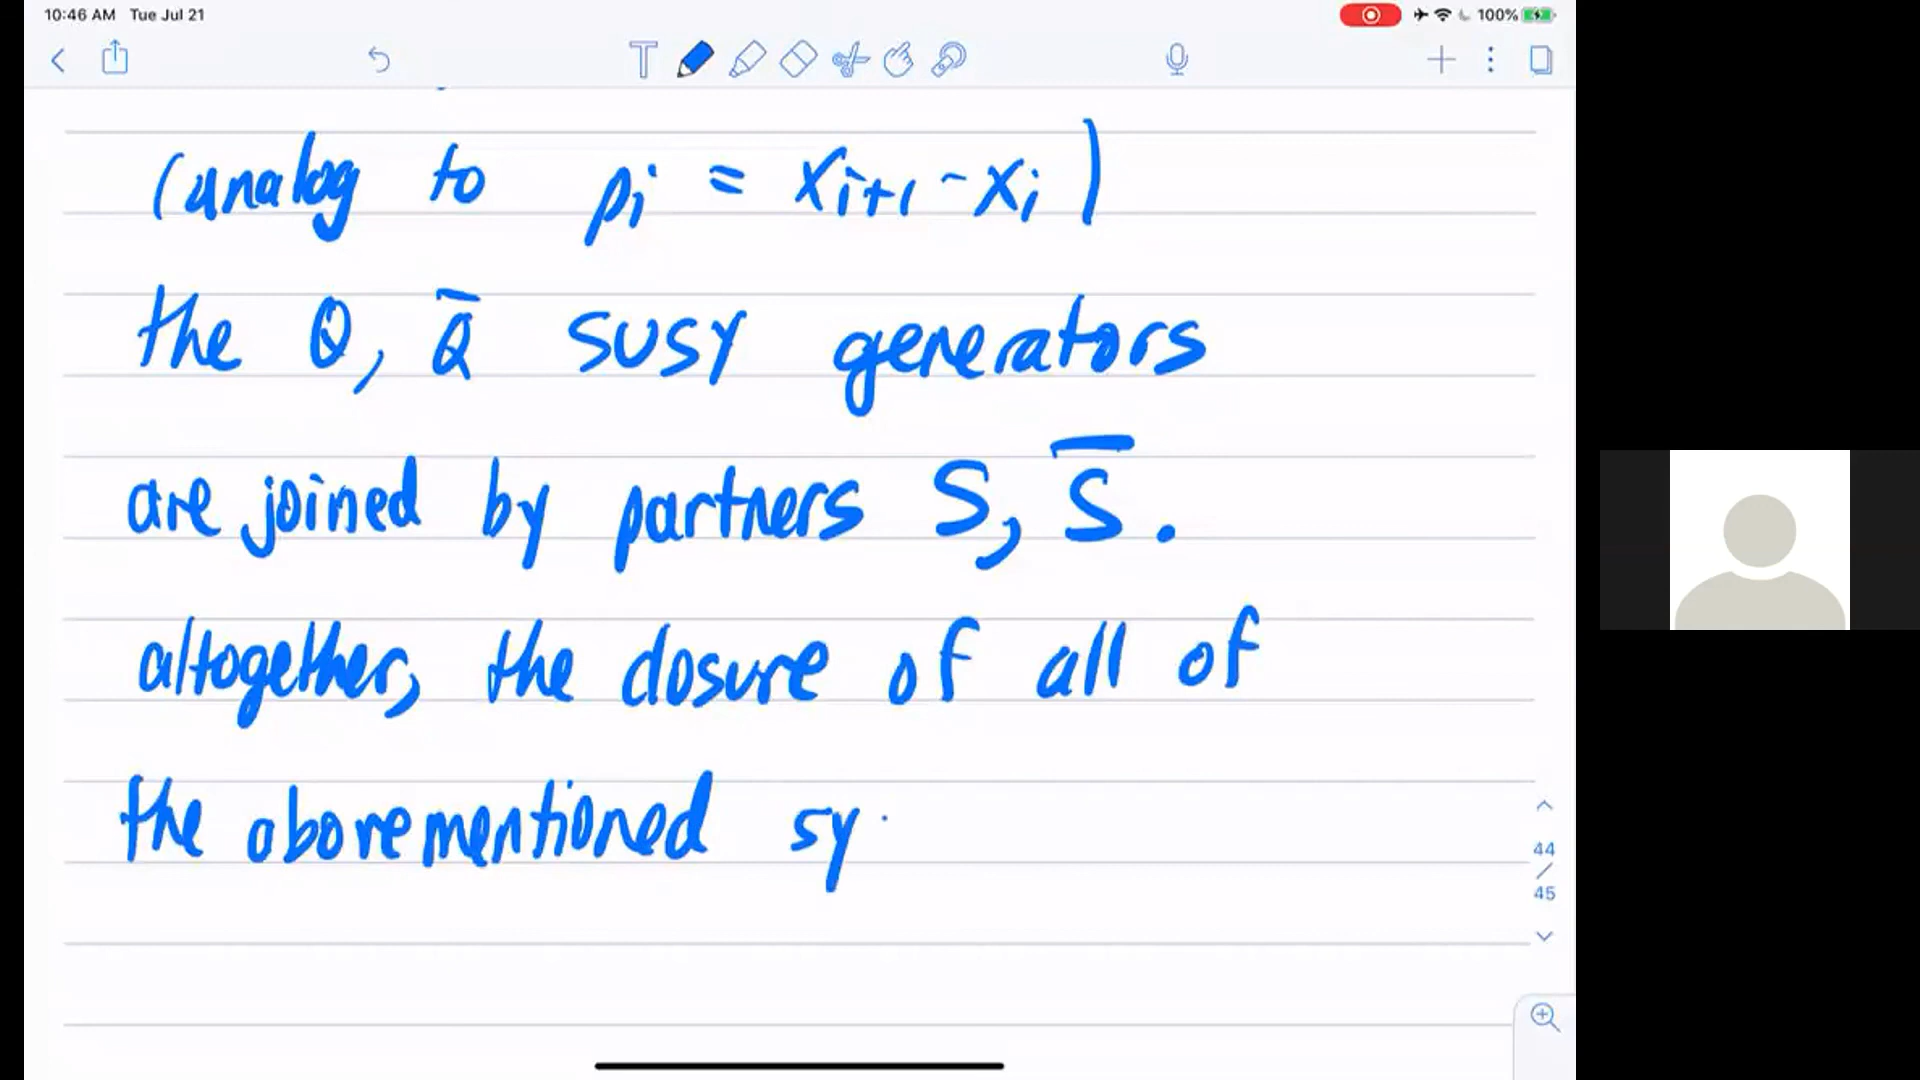 10:46 AM Tue Jul 21
100%
T
(analog to pi = xi+1 - xi)
the Q, Q̄ susy generators
are joined by partners S, S̄.
altogether, the closure of all of
the abovementioned sy
44
/
45